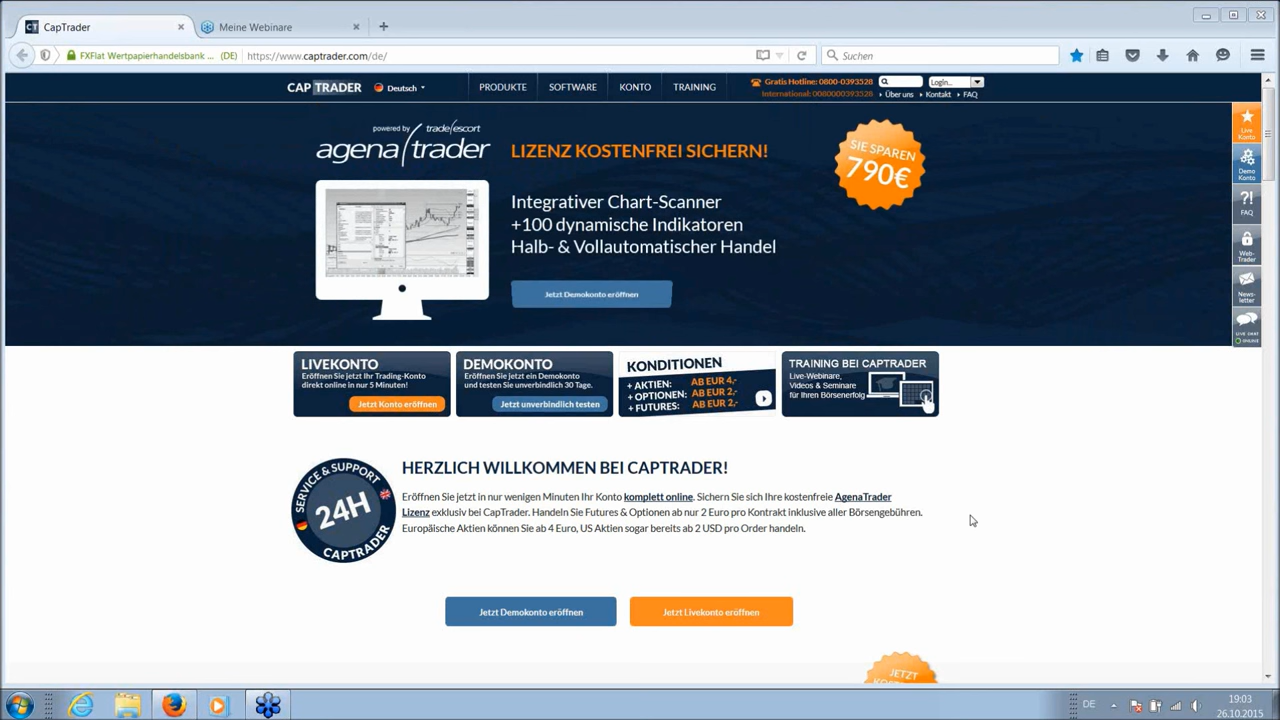 CapTrader
Meine Webinare
FXFlat Wertpapierhandelsbank ... (DE)
https://www.captrader.com/de/
Suchen
CAP TRADER
Deutsch
PRODUKTE
SOFTWARE
KONTO
TRAINING
Gratis Hotline: 0800-0393528
International: 0080000393528
Login...
Über uns
Kontakt
FAQ
powered by trade/escort
agena/trader
LIZENZ KOSTENFREI SICHERN!
SIE SPAREN
790€
Integrativer Chart-Scanner
+100 dynamische Indikatoren
Halb- & Vollautomatischer Handel
Jetzt Demokonto eröffnen
Live
Konto
Demo
Konto
?!
FAQ
Web-
Trader
News-
letter
LIVE CHAT
ONLINE
LIVEKONTO
Eröffnen Sie jetzt Ihr Trading-Konto
direkt online in nur 5 Minuten!
Jetzt Konto eröffnen
DEMOKONTO
Eröffnen Sie jetzt ein Demokonto
und testen Sie unverbindlich 30 Tage.
Jetzt unverbindlich testen
KONDITIONEN
+ AKTIEN: AB EUR 4,-
+ OPTIONEN: AB EUR 2,-
+ FUTURES: AB EUR 2,-
TRAINING BEI CAPTRADER
Live-Webinare,
Videos & Seminare
für Ihren Börsenerfolg
SERVICE & SUPPORT
24H
CAPTRADER
HERZLICH WILLKOMMEN BEI CAPTRADER!
Eröffnen Sie jetzt in nur wenigen Minuten Ihr Konto komplett online. Sichern Sie sich Ihre kostenfreie AgenaTrader
Lizenz exklusiv bei CapTrader. Handeln Sie Futures & Optionen ab nur 2 Euro pro Kontrakt inklusive aller Börsengebühren.
Europäische Aktien können Sie ab 4 Euro, US Aktien sogar bereits ab 2 USD pro Order handeln.
Jetzt Demokonto eröffnen
Jetzt Livekonto eröffnen
JETZT
DE
19:03
26.10.2015